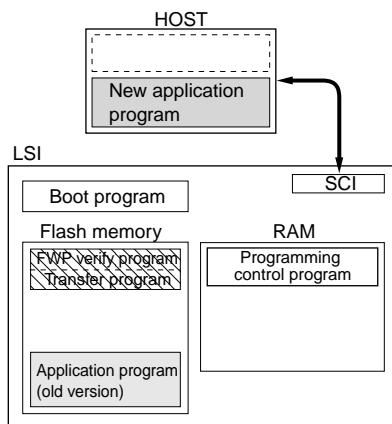 HOST
New application
program
LSI
SCI
Boot program
Flash memory
RAM
FWP verify program
Transfer program
Programming
control program
Application program
(old version)